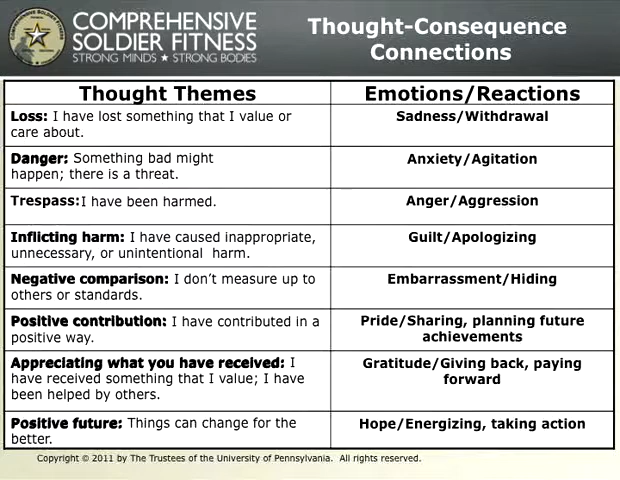 COMPREHENSIVE
SOLDIER FITNESS
STRONG MINDS ★ STRONG BODIES
Thought-Consequence
Connections
Thought Themes
Emotions/Reactions
Loss: I have lost something that I value or
care about.
Sadness/Withdrawal
Danger: Something bad might
happen; there is a threat.
Anxiety/Agitation
Trespass: I have been harmed.
Anger/Aggression
Inflicting harm: I have caused inappropriate,
unnecessary, or unintentional harm.
Guilt/Apologizing
Negative comparison: I don't measure up to
others or standards.
Embarrassment/Hiding
Positive contribution: I have contributed in a
positive way.
Pride/Sharing, planning future
achievements
Appreciating what you have received: I
have received something that I value; I have
been helped by others.
Gratitude/Giving back, paying
forward
Positive future: Things can change for the
better.
Hope/Energizing, taking action
Copyright © 2011 by The Trustees of the University of Pennsylvania. All rights reserved.